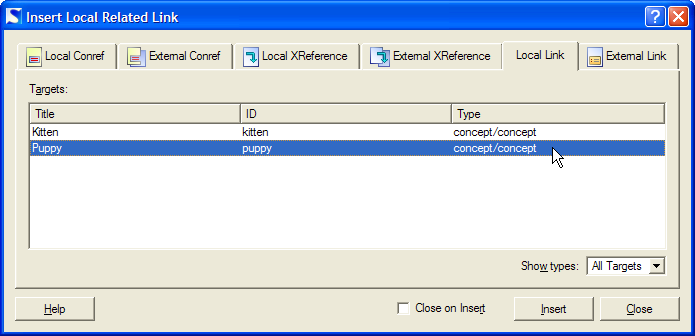 Insert Local Related Link
Local Conref External Conref Local XReference External XReference Local Link External Link
Targets:
Title ID Type
Kitten kitten concept/concept
Puppy puppy concept/concept
Show types: All Targets
Help Close on Insert Insert Close